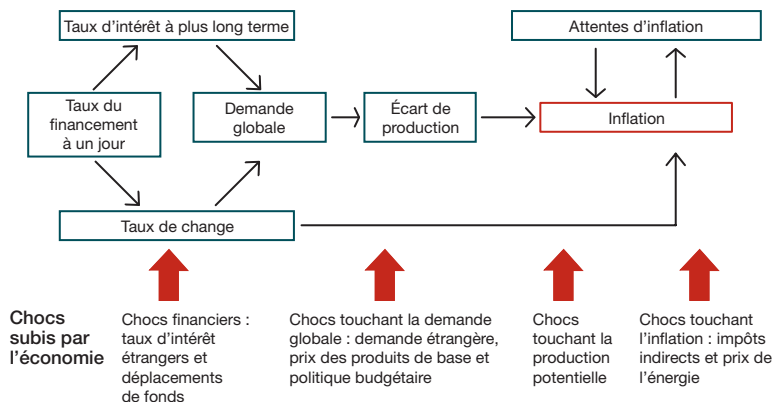 Taux d'intérêt à plus long terme
Attentes d'inflation
Taux du
financement
à un jour
Demande
globale
Écart de
production
Inflation
Taux de change
Chocs
subis par
l'économie
Chocs financiers :
taux d'intérêt
étrangers et
déplacements
de fonds
Chocs touchant la demande
globale : demande étrangère,
prix des produits de base et
politique budgétaire
Chocs
touchant la
production
potentielle
Chocs touchant
l'inflation : impôts
indirects et prix de
l'énergie